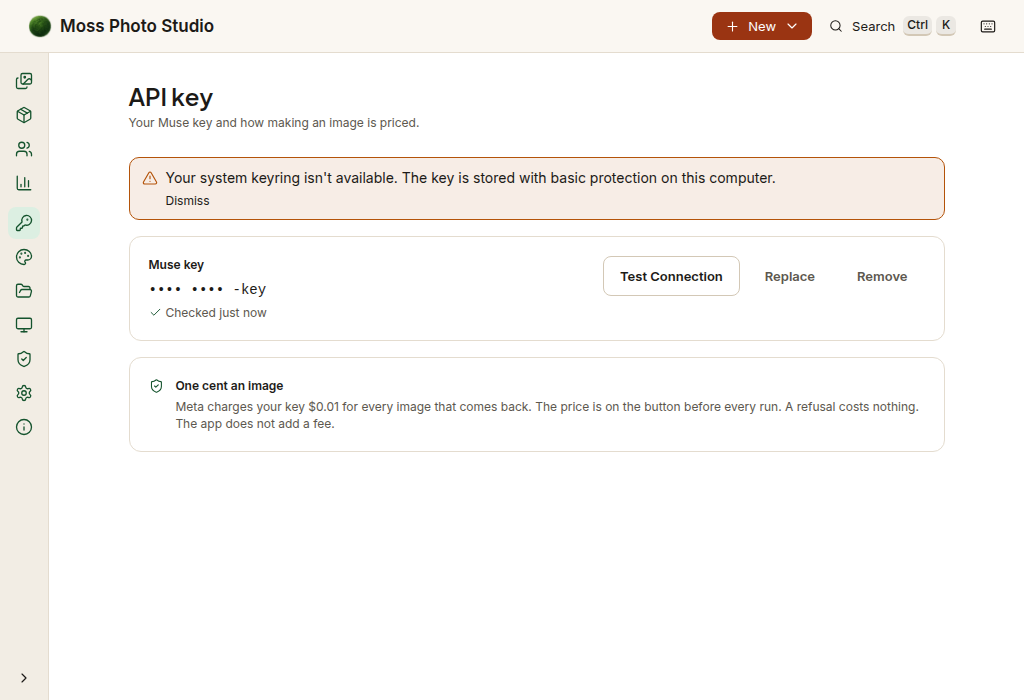 Moss Photo Studio
New
Search Ctrl K
API key
Your Muse key and how making an image is priced.
Your system keyring isn't available. The key is stored with basic protection on this computer.
Dismiss
Muse key
•••• •••• -key
Checked just now
Test Connection
Replace
Remove
One cent an image
Meta charges your key $0.01 for every image that comes back. The price is on the button before every run. A refusal costs nothing.
The app does not add a fee.